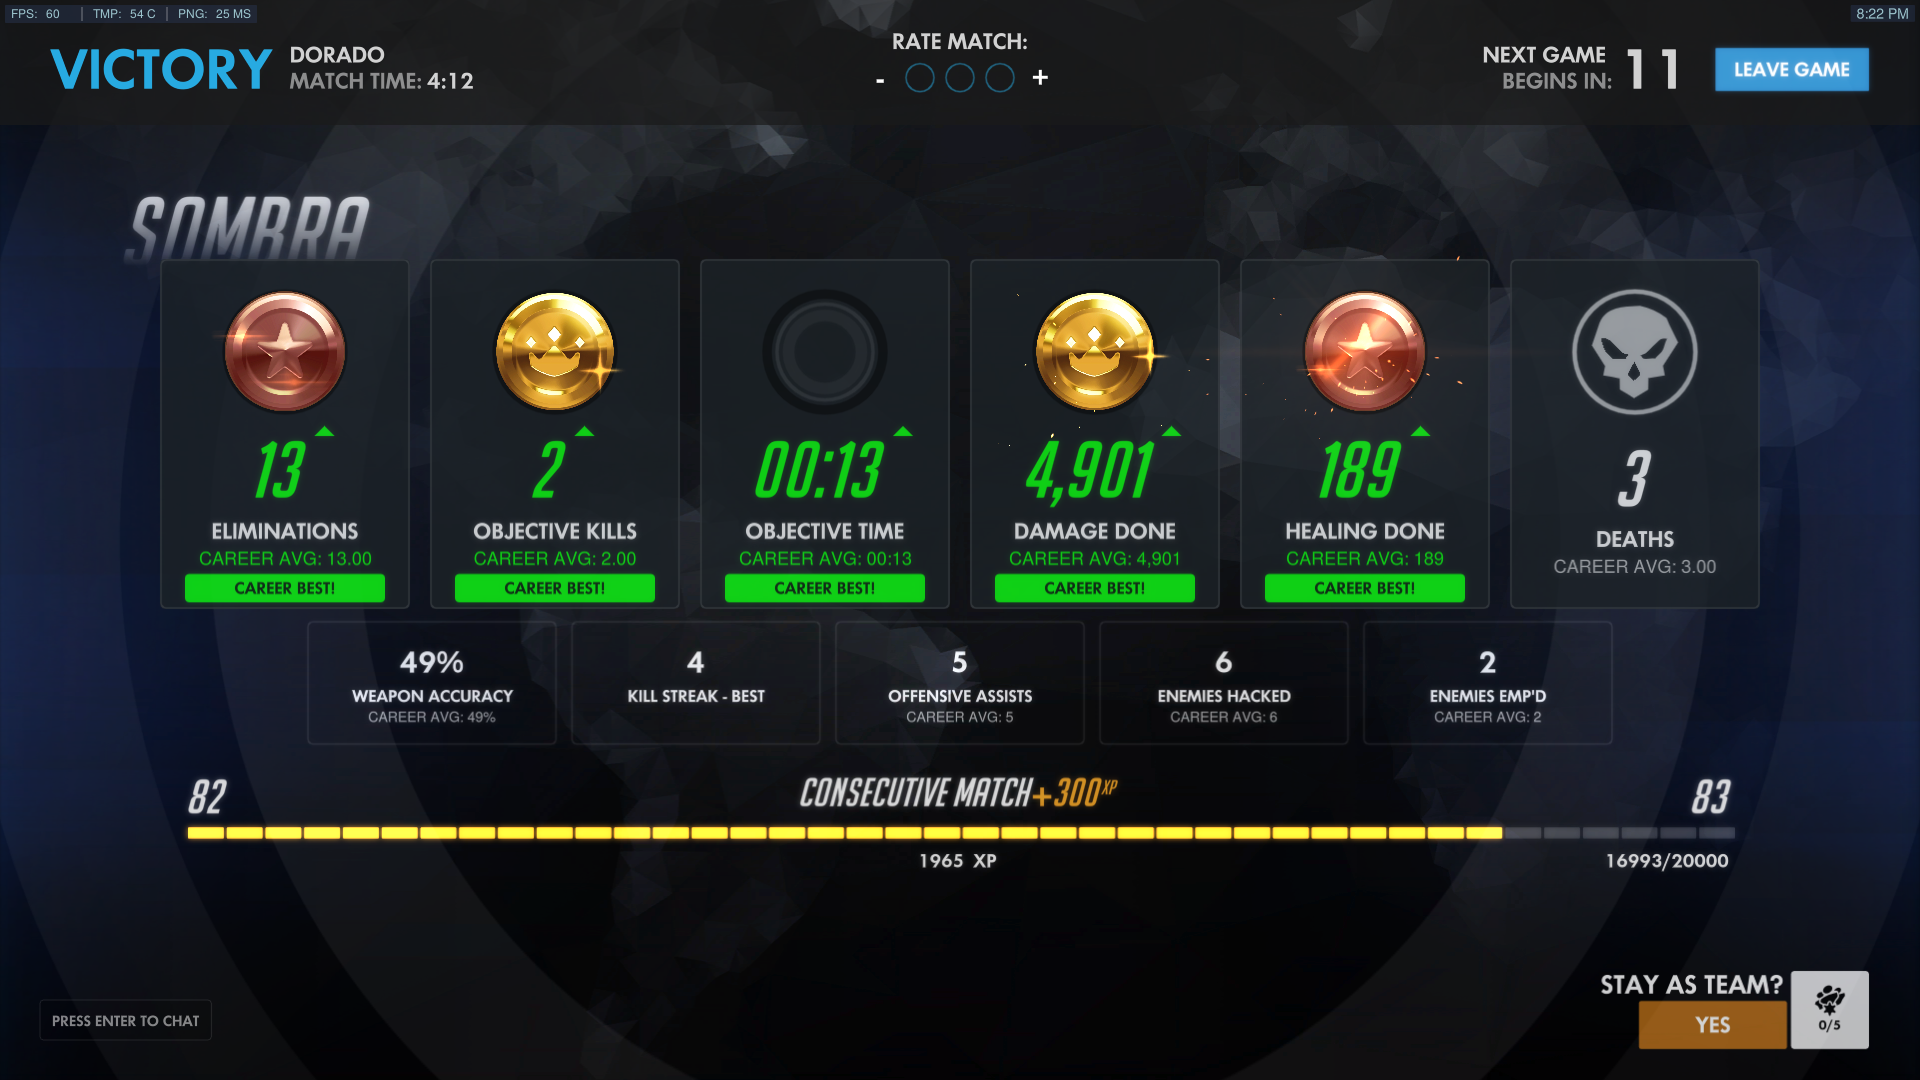 FPS: 60 | TMP: 54 C | PNG: 25 MS
8:22 PM
VICTORY
DORADO
MATCH TIME: 4:12
RATE MATCH:
- +
NEXT GAME
BEGINS IN: 11
LEAVE GAME
SOMBRA
13
ELIMINATIONS
CAREER AVG: 13.00
CAREER BEST!
2
OBJECTIVE KILLS
CAREER AVG: 2.00
CAREER BEST!
00:13
OBJECTIVE TIME
CAREER AVG: 00:13
CAREER BEST!
4,901
DAMAGE DONE
CAREER AVG: 4,901
CAREER BEST!
189
HEALING DONE
CAREER AVG: 189
CAREER BEST!
3
DEATHS
CAREER AVG: 3.00
49%
WEAPON ACCURACY
CAREER AVG: 49%
4
KILL STREAK - BEST
5
OFFENSIVE ASSISTS
CAREER AVG: 5
6
ENEMIES HACKED
CAREER AVG: 6
2
ENEMIES EMP'D
CAREER AVG: 2
82
CONSECUTIVE MATCH +300 XP
83
1965 XP
16993/20000
STAY AS TEAM?
YES
0/5
PRESS ENTER TO CHAT